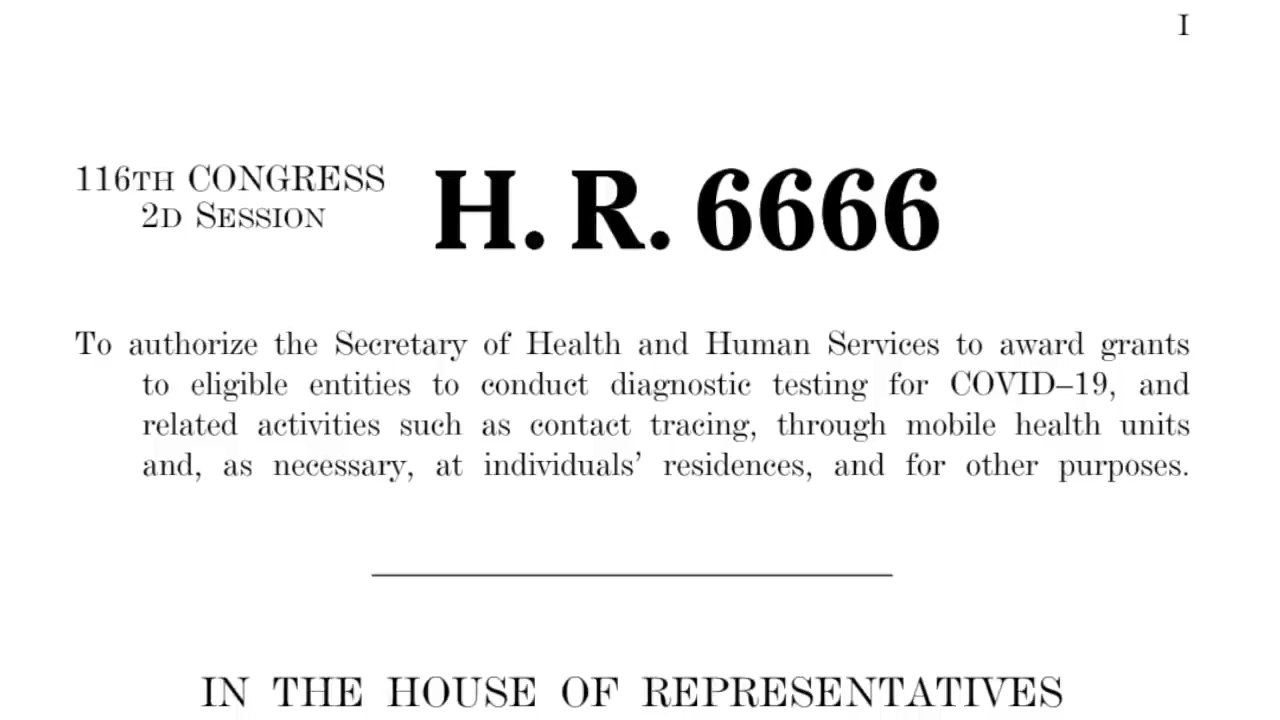 I
116TH CONGRESS
2D SESSION
H. R. 6666
To authorize the Secretary of Health and Human Services to award grants
to eligible entities to conduct diagnostic testing for COVID–19, and
related activities such as contact tracing, through mobile health units
and, as necessary, at individuals’ residences, and for other purposes.
IN THE HOUSE OF REPRESENTATIVES